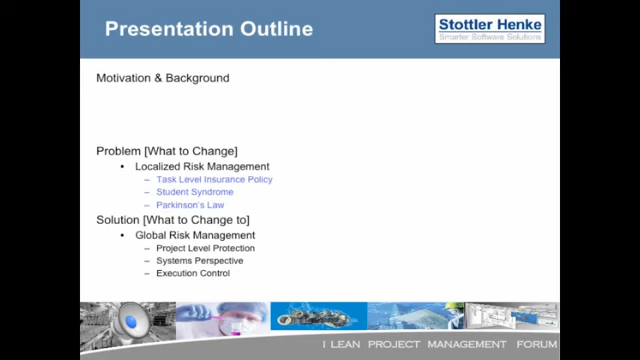 Presentation Outline
Stottler Henke
Smarter Software Solutions
Motivation & Background
Problem [What to Change]
• Localized Risk Management
– Task Level Insurance Policy
– Student Syndrome
– Parkinson's Law
Solution [What to Change to]
• Global Risk Management
– Project Level Protection
– Systems Perspective
– Execution Control
I LEAN PROJECT MANAGEMENT FORUM